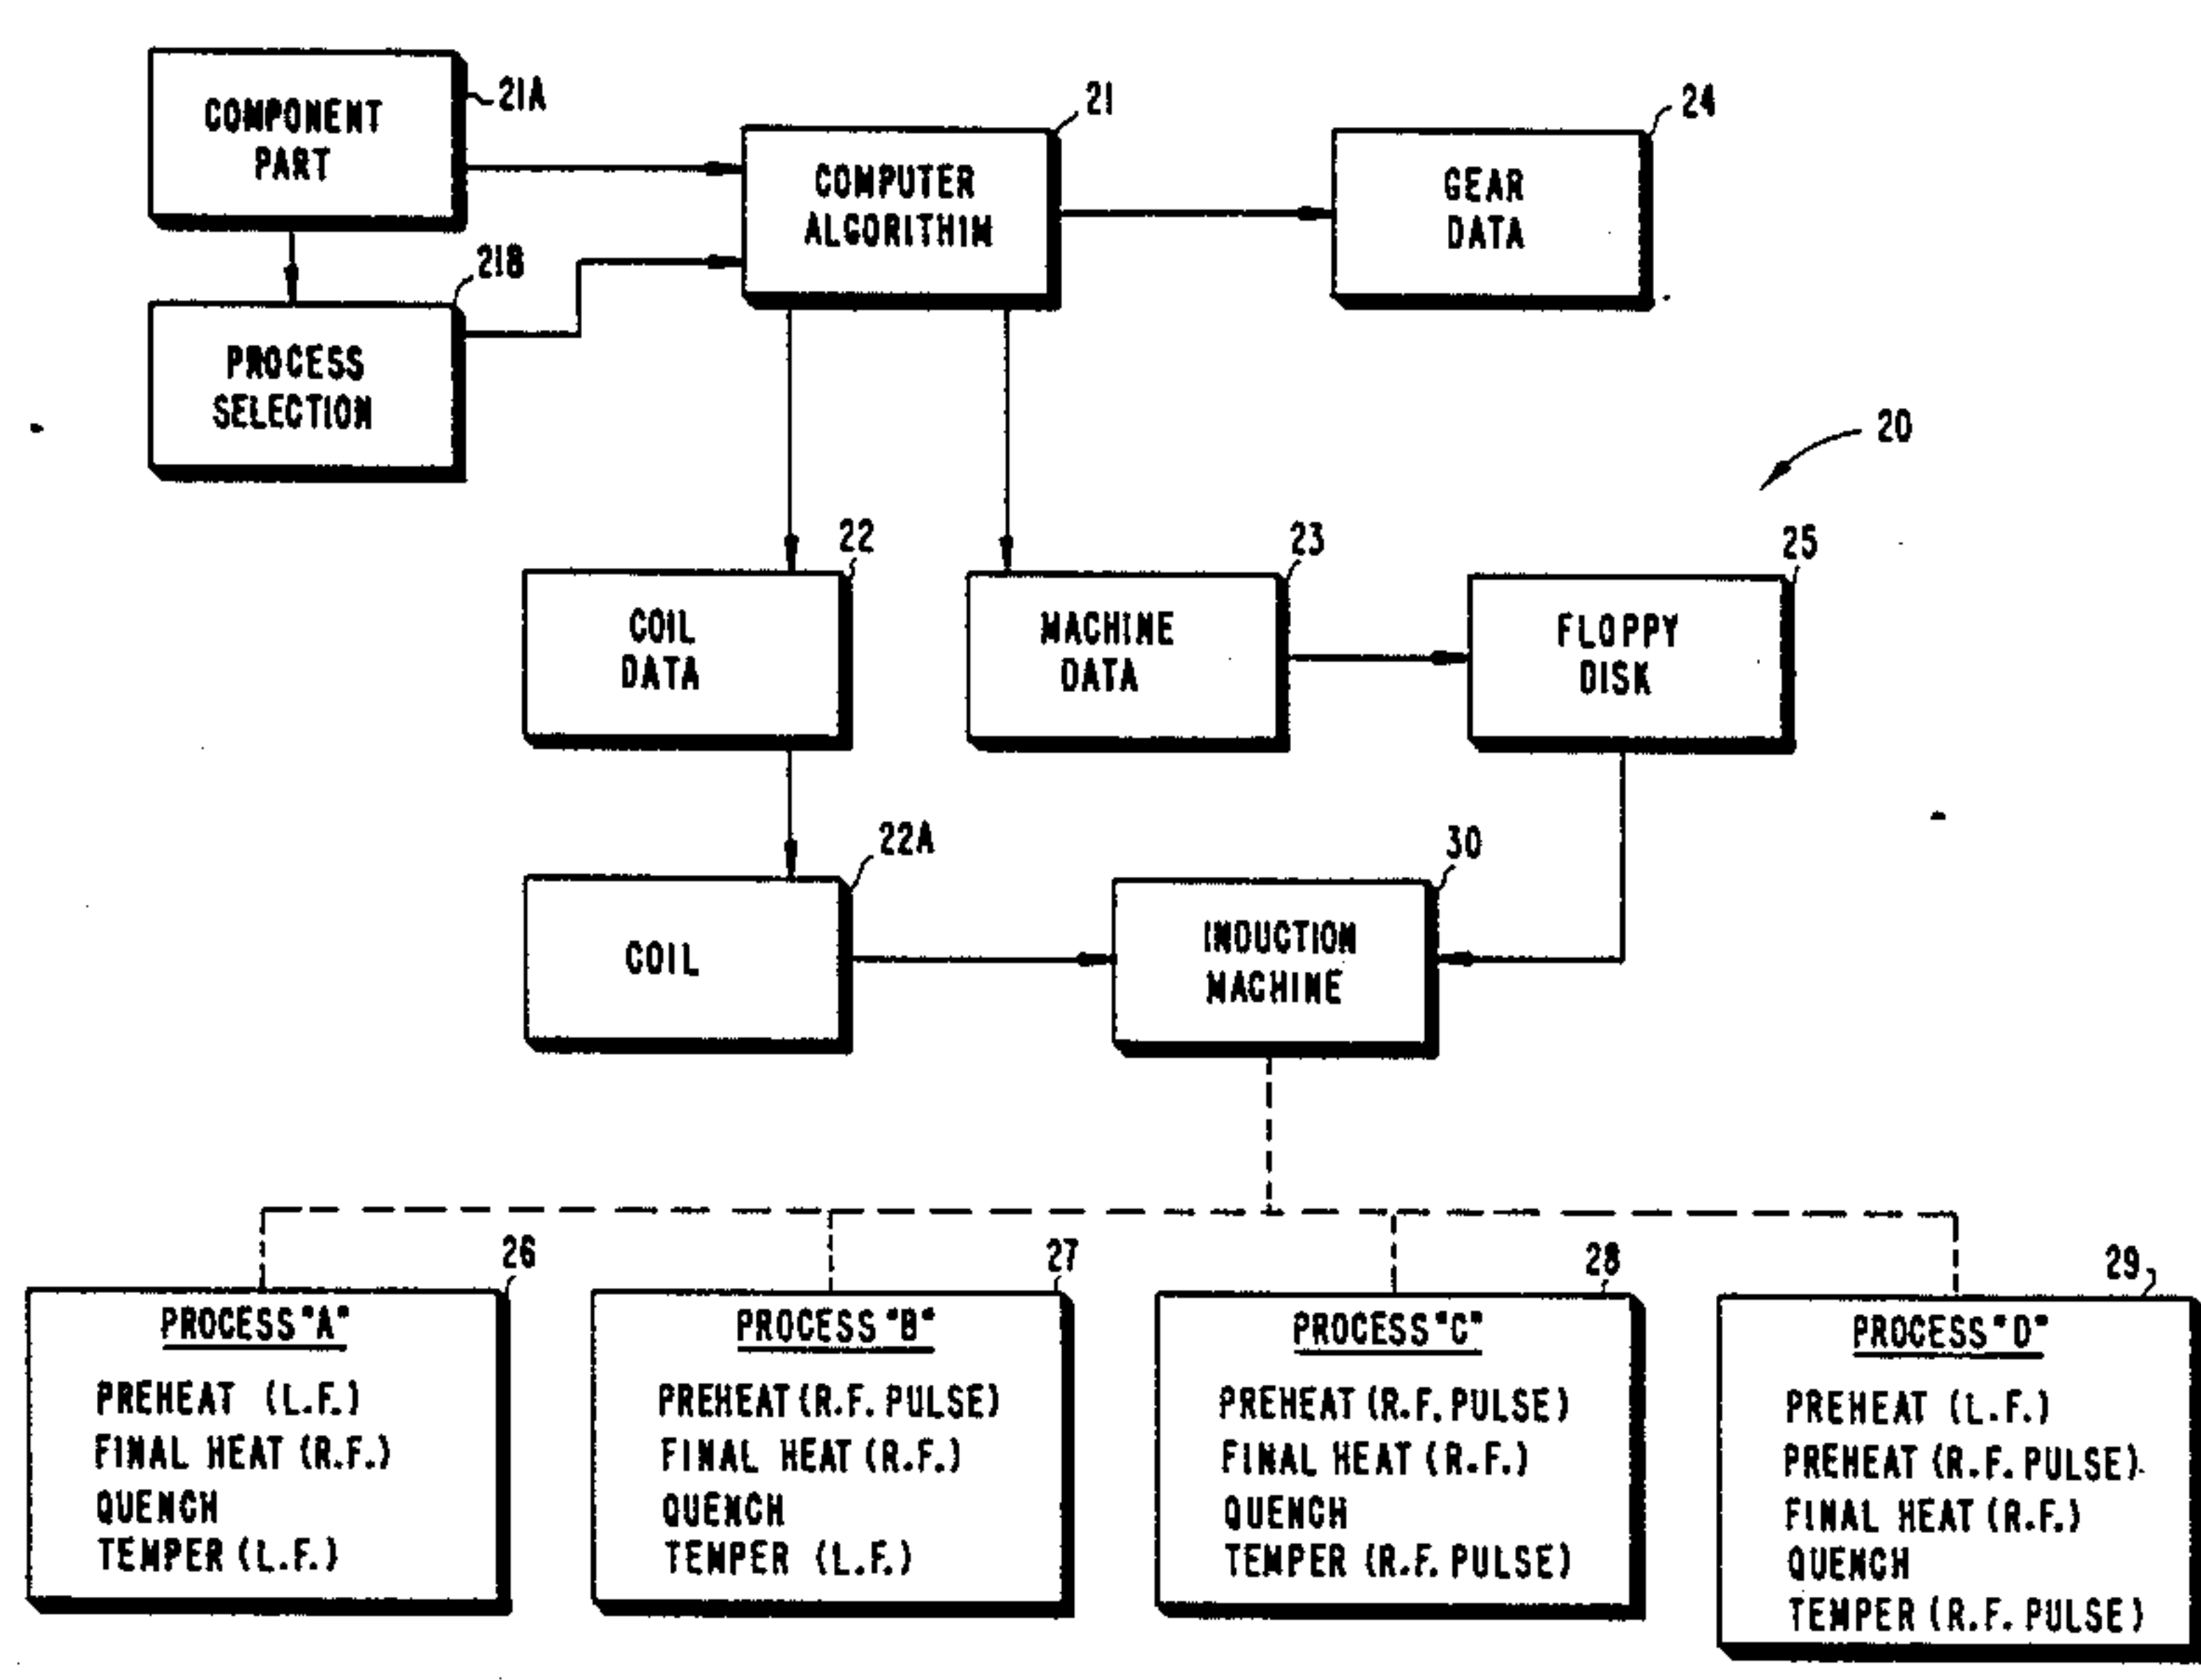 COMPONENT
PART
21A
COMPUTER
ALGORITHIM
21
GEAR
DATA
24
PROCESS
SELECTION
21B
20
COIL
DATA
22
MACHINE
DATA
23
FLOPPY
DISK
25
COIL
22A
INDUCTION
MACHINE
30
26
PROCESS "A"
PREHEAT (L.F.)
FINAL HEAT (R.F.)
QUENCH
TEMPER (L.F.)
27
PROCESS "B"
PREHEAT (R.F. PULSE)
FINAL HEAT (R.F.)
QUENCH
TEMPER (L.F.)
28
PROCESS "C"
PREHEAT (R.F. PULSE)
FINAL HEAT (R.F.)
QUENCH
TEMPER (R.F. PULSE)
29
PROCESS "D"
PREHEAT (L.F.)
PREHEAT (R.F. PULSE)
FINAL HEAT (R.F.)
QUENCH
TEMPER (R.F. PULSE)